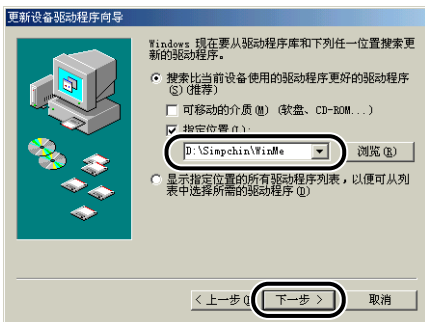 更新设备驱动程序向导
Windows 现在要从驱动程序库和下列任一位置搜索更
新的驱动程序。
搜索比当前设备使用的驱动程序更好的驱动程序
(S)(推荐)
可移动的介质(M) (软盘、CD-ROM...)
指定位置(L):
D:\Simpchin\WinMe
浏览(R)
显示指定位置的所有驱动程序列表，以便可从列
表中选择所需的驱动程序(D)
< 上一步
下一步 >
取消